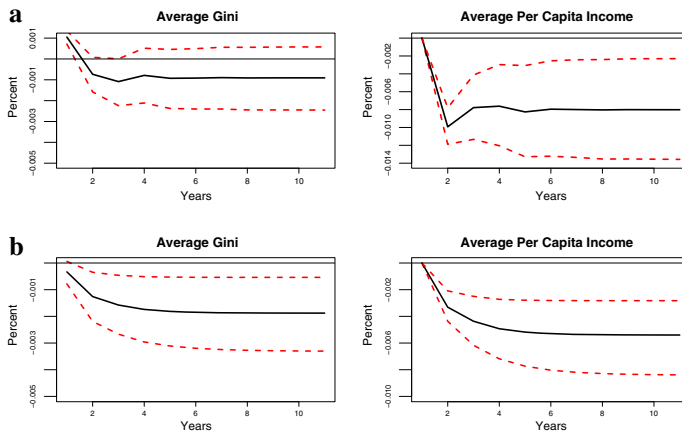 a
Average Gini
Percent
0.001
−0.001
−0.003
−0.005
2 4 6 8 10
Years
Average Per Capita Income
Percent
−0.002
−0.006
−0.010
−0.014
2 4 6 8 10
Years
b
Average Gini
Percent
−0.001
−0.003
−0.005
2 4 6 8 10
Years
Average Per Capita Income
Percent
−0.002
−0.006
−0.010
2 4 6 8 10
Years